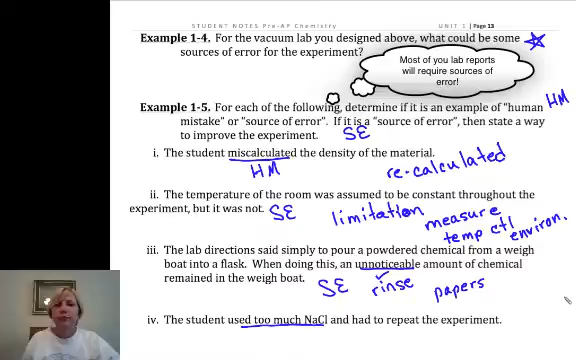 STUDENT NOTES Pre-AP Chemistry UNIT 1 | Page 13
Example 1-4. For the vacuum lab you designed above, what could be some
sources of error for the experiment?
Most of you lab reports
will require sources of
error!
Example 1-5. For each of the following, determine if it is an example of "human HM
mistake" or "source of error". If it is a "source of error", then state a way
to improve the experiment. SE
i. The student miscalculated the density of the material.
HM re-calculated
ii. The temperature of the room was assumed to be constant throughout the
experiment, but it was not. SE limitation measure
temp ctl environ.
iii. The lab directions said simply to pour a powdered chemical from a weigh
boat into a flask. When doing this, an unnoticeable amount of chemical
remained in the weigh boat. SE rinse papers
iv. The student used too much NaCl and had to repeat the experiment.